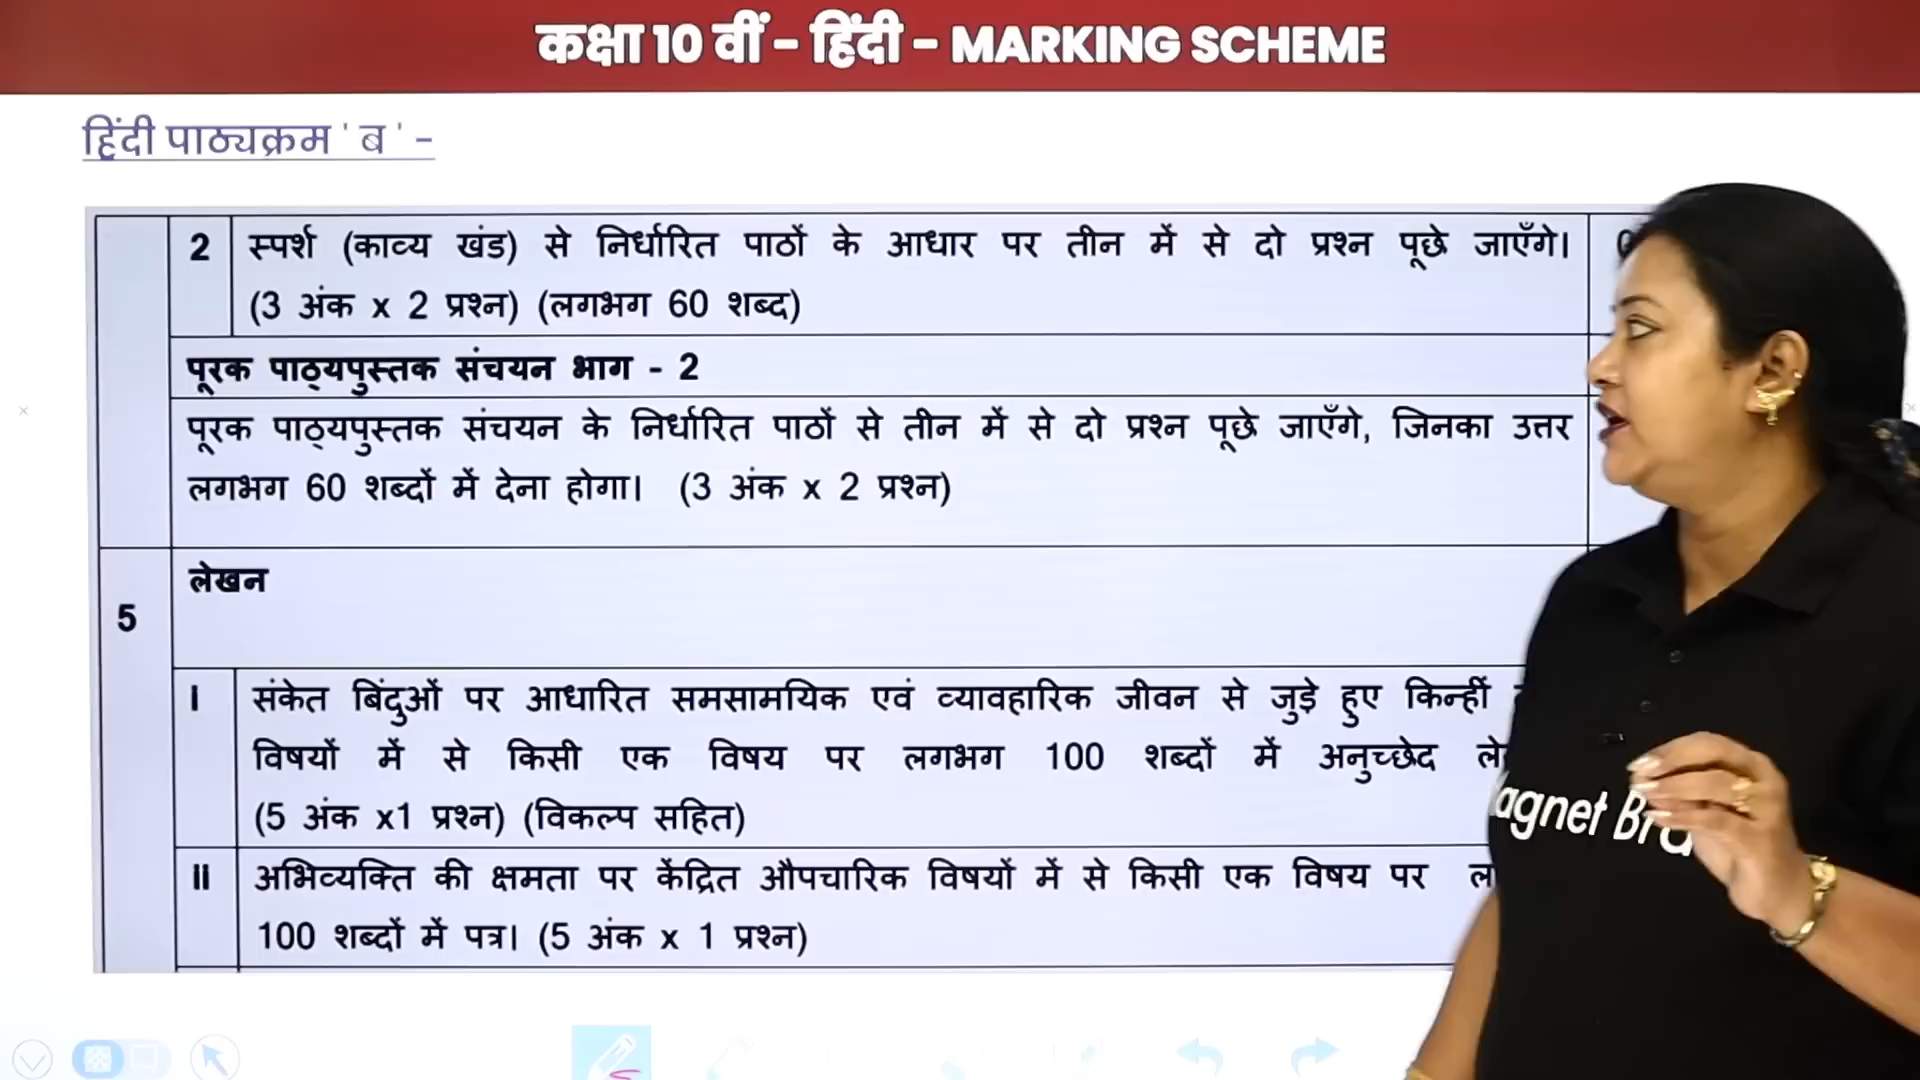 कक्षा 10 वीं - हिंदी - MARKING SCHEME
हिंदी पाठ्यक्रम ' ब ' -
2 स्पर्श (काव्य खंड) से निर्धारित पाठों के आधार पर तीन में से दो प्रश्न पूछे जाएँगे।
(3 अंक x 2 प्रश्न) (लगभग 60 शब्द)
पूरक पाठ्यपुस्तक संचयन भाग - 2
पूरक पाठ्यपुस्तक संचयन के निर्धारित पाठों से तीन में से दो प्रश्न पूछे जाएँगे, जिनका उत्तर
लगभग 60 शब्दों में देना होगा। (3 अंक x 2 प्रश्न)
लेखन
5
i संकेत बिंदुओं पर आधारित समसामयिक एवं व्यावहारिक जीवन से जुड़े हुए किन्हीं
विषयों में से किसी एक विषय पर लगभग 100 शब्दों में अनुच्छेद
(5 अंक x1 प्रश्न) (विकल्प सहित)
ii अभिव्यक्ति की क्षमता पर केंद्रित औपचारिक विषयों में से किसी एक विषय पर
100 शब्दों में पत्र। (5 अंक x 1 प्रश्न)
agnet Bra